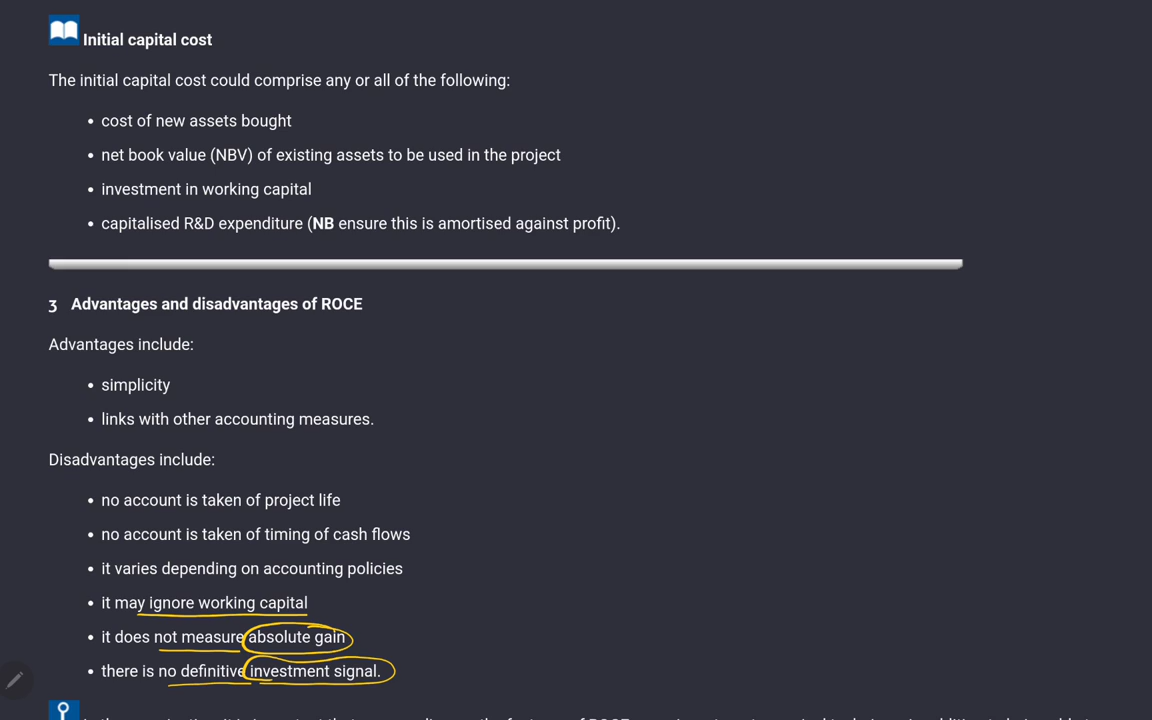 Initial capital cost
The initial capital cost could comprise any or all of the following:
• cost of new assets bought
• net book value (NBV) of existing assets to be used in the project
• investment in working capital
• capitalised R&D expenditure (NB ensure this is amortised against profit).
3 Advantages and disadvantages of ROCE
Advantages include:
• simplicity
• links with other accounting measures.
Disadvantages include:
• no account is taken of project life
• no account is taken of timing of cash flows
• it varies depending on accounting policies
• it may ignore working capital
• it does not measure absolute gain
• there is no definitive investment signal.